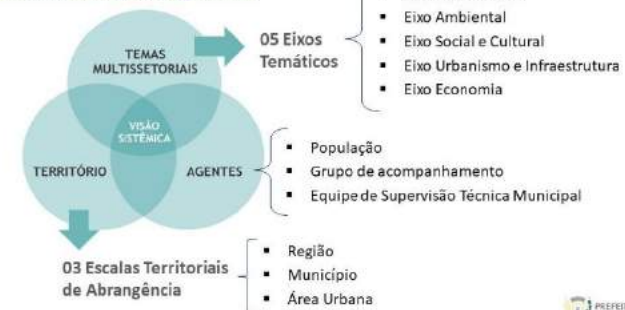 05 Eixos
Temáticos
▪ Eixo Ambiental
▪ Eixo Social e Cultural
▪ Eixo Urbanismo e Infraestrutura
▪ Eixo Economia
TEMAS
MULTISSETORIAIS
VISÃO
SISTÊMICA
TERRITÓRIO
AGENTES
▪ População
▪ Grupo de acompanhamento
▪ Equipe de Supervisão Técnica Municipal
03 Escalas Territoriais
de Abrangência
▪ Região
▪ Município
▪ Área Urbana